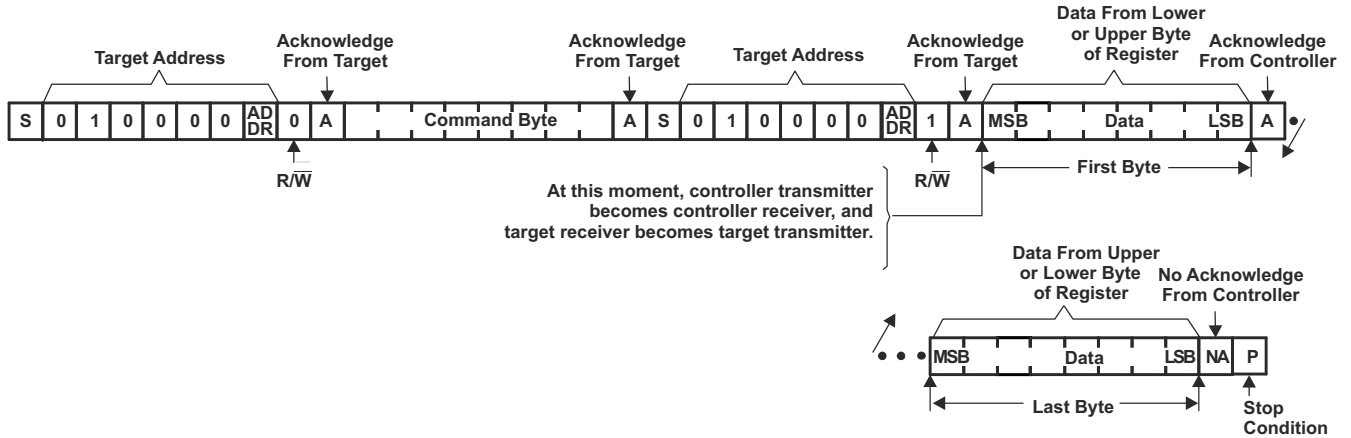 Target Address
Acknowledge
From Target
Acknowledge
From Target
Target Address
Acknowledge
From Target
Data From Lower
or Upper Byte
of Register
Acknowledge
From Controller
S 0 1 0 0 0 0 AD DR 0 A Command Byte A S 0 1 0 0 0 0 AD DR 1 A MSB Data LSB A
R/W̅
R/W̅
First Byte
At this moment, controller transmitter
becomes controller receiver, and
target receiver becomes target transmitter.
Data From Upper
or Lower Byte
of Register
No Acknowledge
From Controller
MSB Data LSB NA P
Last Byte
Stop
Condition